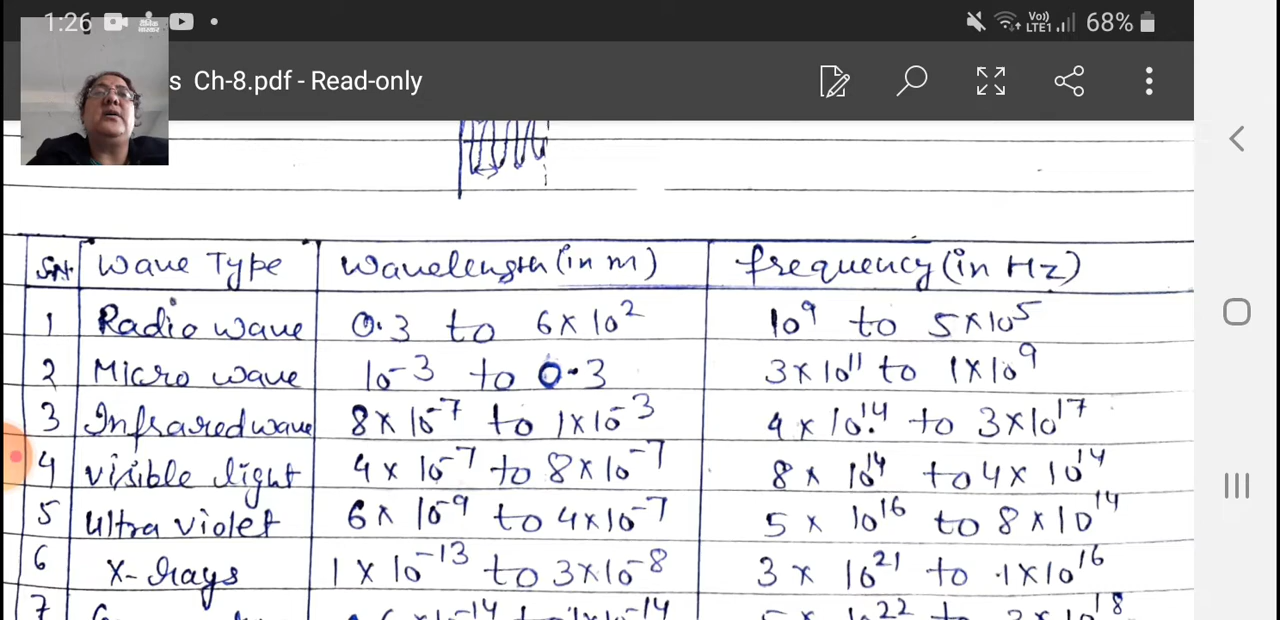 1:26 Vo)) LTE1 68%
s Ch-8.pdf - Read-only
S.N. Wave Type Wavelength (in m) frequency (in Hz)
1 Radio wave 0.3 to 6×10² 10⁹ to 5×10⁵
2 Micro wave 10⁻³ to 0.3 3×10¹¹ to 1×10⁹
3 Infrared wave 8×10⁻⁷ to 1×10⁻³ 4×10¹⁴ to 3×10¹⁷
4 visible light 4×10⁻⁷ to 8×10⁻⁷ 8×10¹⁴ to 4×10¹⁴
5 Ultra violet 6×10⁻⁹ to 4×10⁻⁷ 5×10¹⁶ to 8×10¹⁴
6 X-rays 1×10⁻¹³ to 3×10⁻⁸ 3×10²¹ to .1×10¹⁶
7